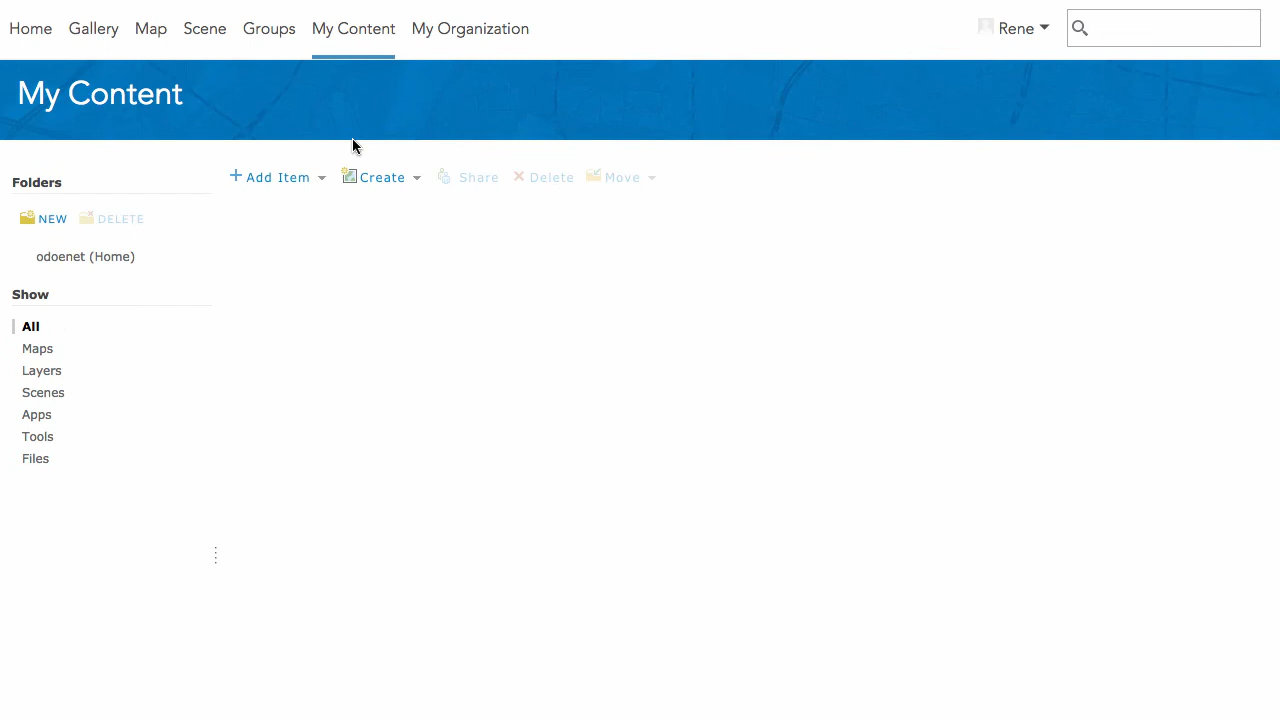 Home Gallery Map Scene Groups My Content My Organization Rene
My Content
Folders
NEW DELETE
odoenet (Home)
Show
All
Maps
Layers
Scenes
Apps
Tools
Files
Add Item Create Share Delete Move